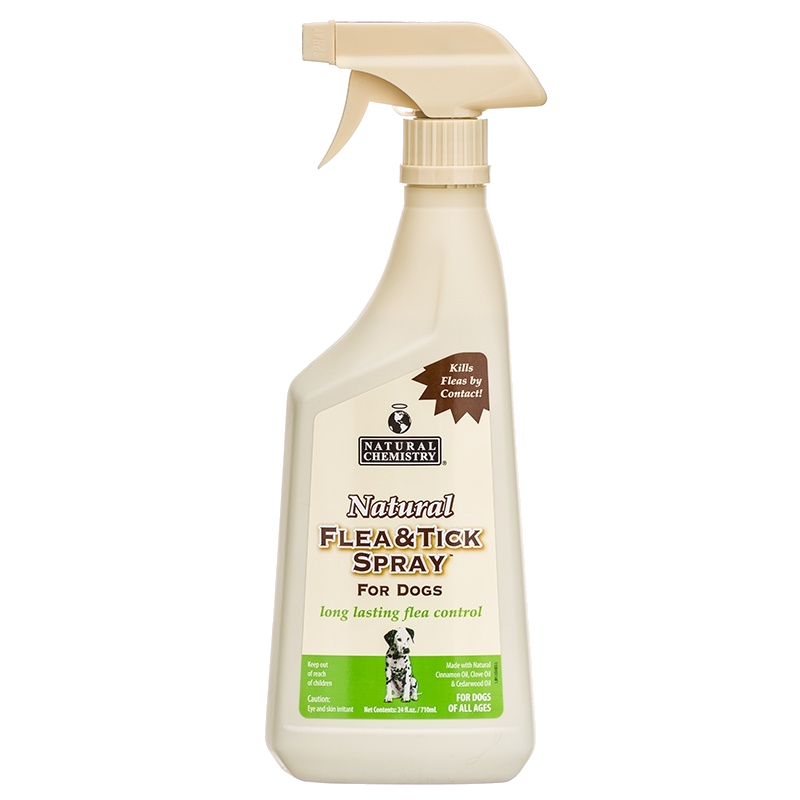 SPRAY
Kills
Fleas by
Contact!
NATURAL
CHEMISTRY®
Natural
FLEA & TICK
SPRAY™
FOR DOGS
long lasting flea control
Keep out
of reach
of children
Caution:
Eye and skin irritant
Net Contents: 24 fl.oz. / 710mL
Made with Natural
Cinnamon Oil, Clove Oil
& Cedarwood Oil
FOR DOGS
OF ALL AGES